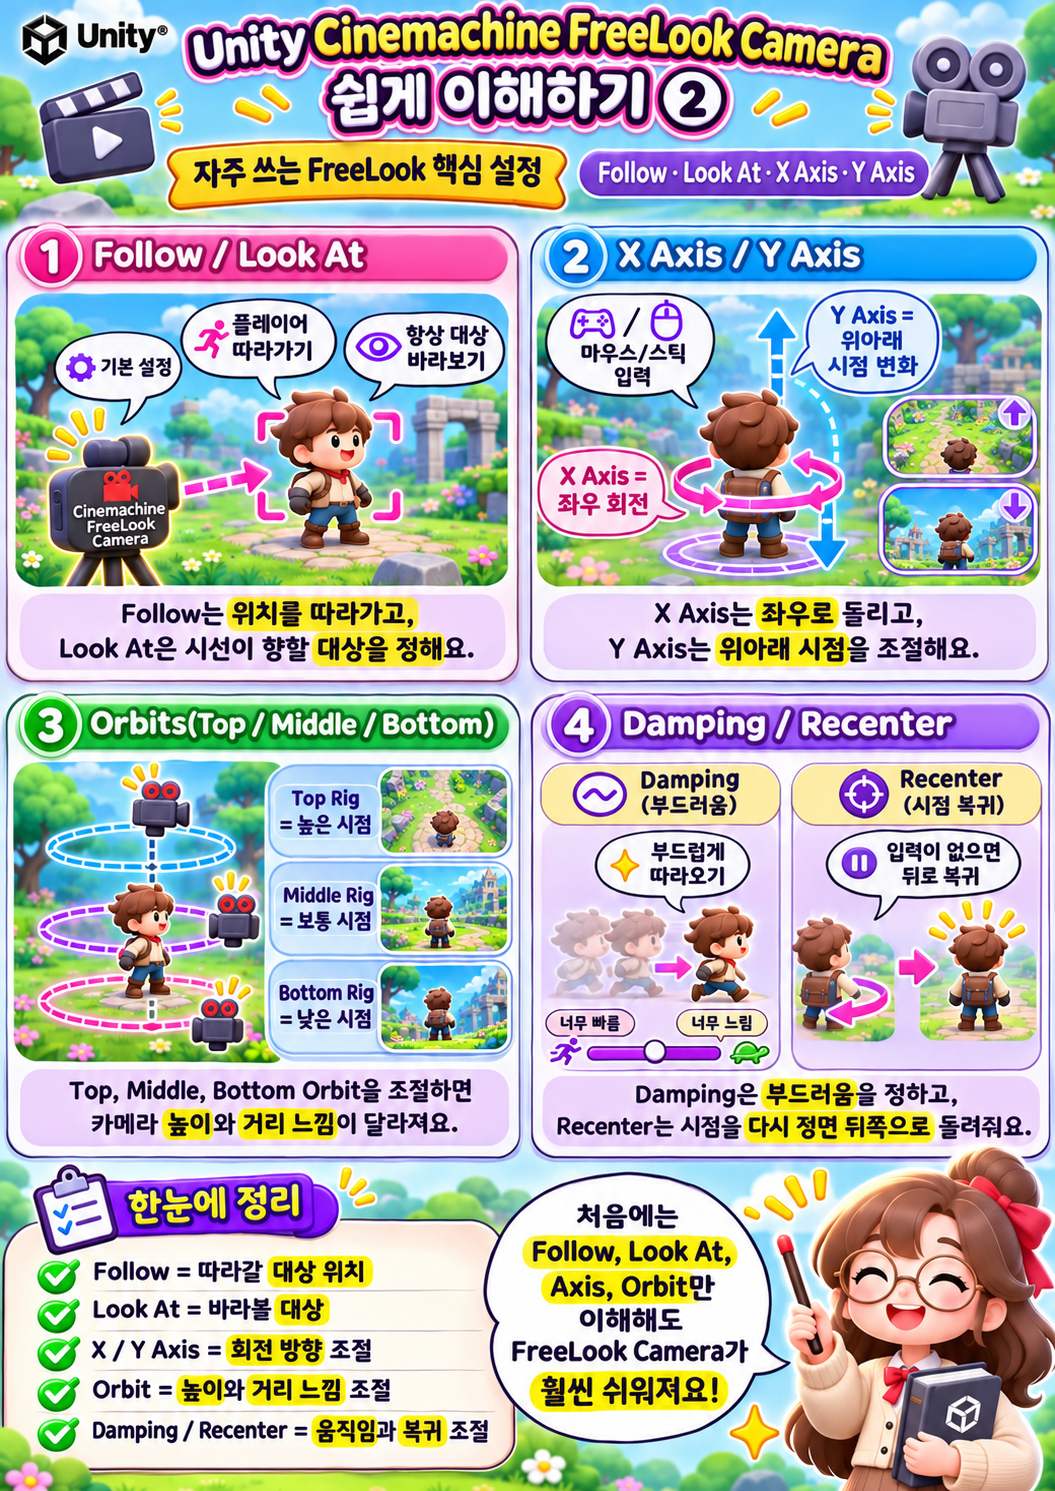 Unity®
Unity Cinemachine FreeLook Camera
쉽게 이해하기 2
자주 쓰는 FreeLook 핵심 설정
Follow · Look At · X Axis · Y Axis
1 Follow / Look At
기본 설정
플레이어
따라가기
항상 대상
바라보기
Cinemachine
FreeLook
Camera
Follow는 위치를 따라가고,
Look At은 시선이 향할 대상을 정해요.
2 X Axis / Y Axis
마우스/스틱
입력
Y Axis =
위아래
시점 변화
X Axis =
좌우 회전
X Axis는 좌우로 돌리고,
Y Axis는 위아래 시점을 조절해요.
3 Orbits(Top / Middle / Bottom)
Top Rig
= 높은 시점
Middle Rig
= 보통 시점
Bottom Rig
= 낮은 시점
Top, Middle, Bottom Orbit을 조절하면
카메라 높이와 거리 느낌이 달라져요.
4 Damping / Recenter
Damping
(부드러움)
부드럽게
따라오기
너무 빠름
너무 느림
Recenter
(시점 복귀)
입력이 없으면
뒤로 복귀
Damping은 부드러움을 정하고,
Recenter는 시점을 다시 정면 뒤쪽으로 돌려줘요.
한눈에 정리
Follow = 따라갈 대상 위치
Look At = 바라볼 대상
X / Y Axis = 회전 방향 조절
Orbit = 높이와 거리 느낌 조절
Damping / Recenter = 움직임과 복귀 조절
처음에는
Follow, Look At,
Axis, Orbit만
이해해도
FreeLook Camera가
훨씬 쉬워져요!